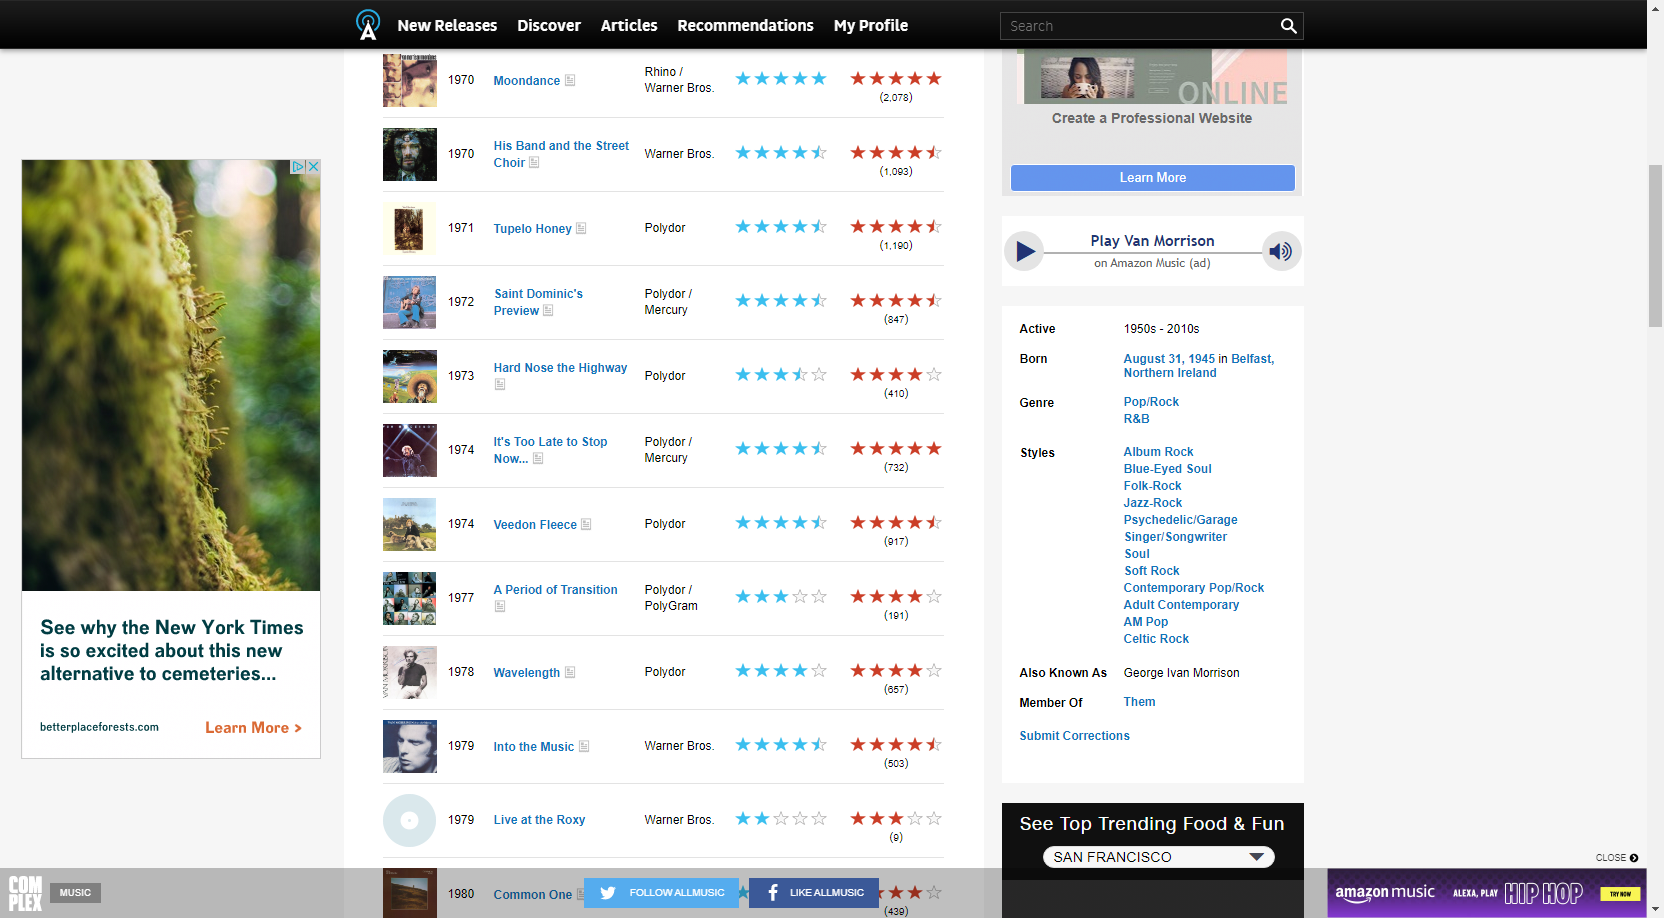 New Releases
Discover
Articles
Recommendations
My Profile
Search
1970
Moondance
Rhino /
Warner Bros.
(2,078)
1970
His Band and the Street
Choir
Warner Bros.
(1,093)
1971
Tupelo Honey
Polydor
(1,190)
1972
Saint Dominic's
Preview
Polydor /
Mercury
(847)
1973
Hard Nose the Highway
Polydor
(410)
1974
It's Too Late to Stop
Now...
Polydor /
Mercury
(732)
1974
Veedon Fleece
Polydor
(917)
1977
A Period of Transition
Polydor /
PolyGram
(191)
1978
Wavelength
Polydor
(657)
1979
Into the Music
Warner Bros.
(503)
1979
Live at the Roxy
Warner Bros.
(9)
1980
Common One
(439)
See why the New York Times
is so excited about this new
alternative to cemeteries...
betterplaceforests.com
Learn More >
ONLINE
Create a Professional Website
Learn More
Play Van Morrison
on Amazon Music (ad)
Active
1950s - 2010s
Born
August 31, 1945 in Belfast,
Northern Ireland
Genre
Pop/Rock
R&B
Styles
Album Rock
Blue-Eyed Soul
Folk-Rock
Jazz-Rock
Psychedelic/Garage
Singer/Songwriter
Soul
Soft Rock
Contemporary Pop/Rock
Adult Contemporary
AM Pop
Celtic Rock
Also Known As
George Ivan Morrison
Member Of
Them
Submit Corrections
See Top Trending Food & Fun
SAN FRANCISCO
CLOSE
COM
PLEX
MUSIC
FOLLOW ALLMUSIC
LIKE ALLMUSIC
amazon music
ALEXA, PLAY
HIP HOP
TRY NOW